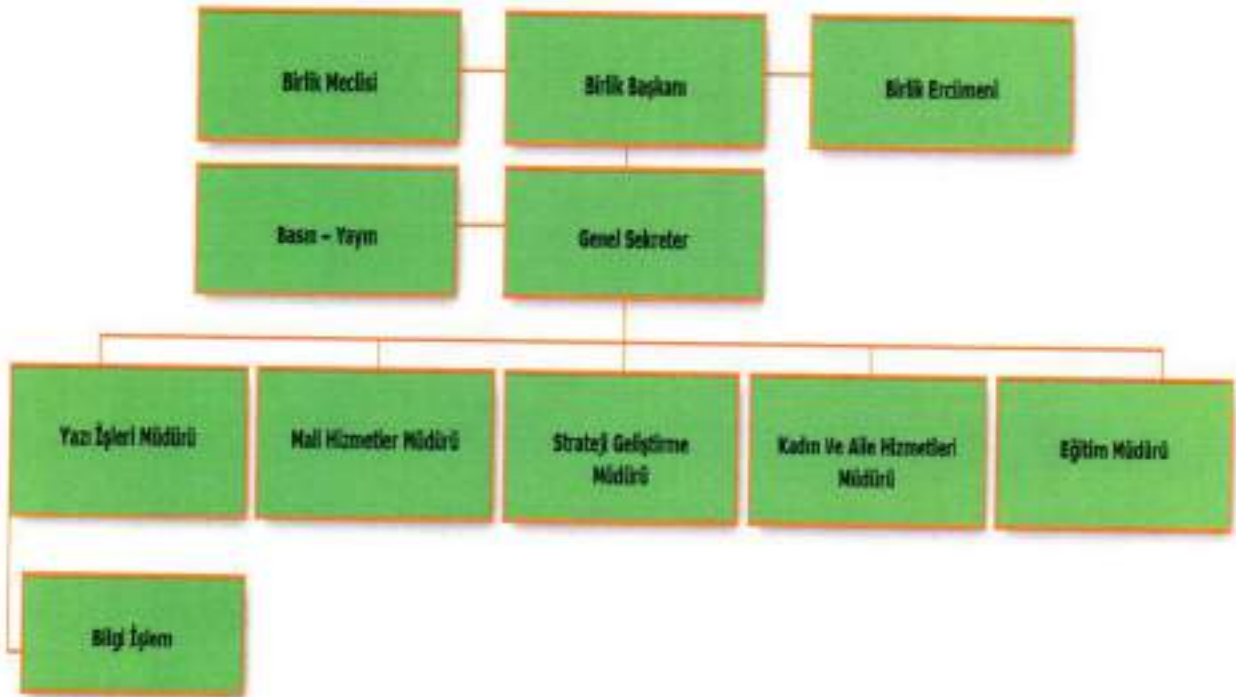 Birlik Meclisi
Birlik Başkanı
Birlik Ercümeni
Basın – Yayın
Genel Sekreter
Yazı İşleri Müdürü
Mali Hizmetler Müdürü
Strateji Geliştirme
Müdürü
Kadın Ve Aile Hizmetleri
Müdürü
Eğitim Müdürü
Bilgi İşlem